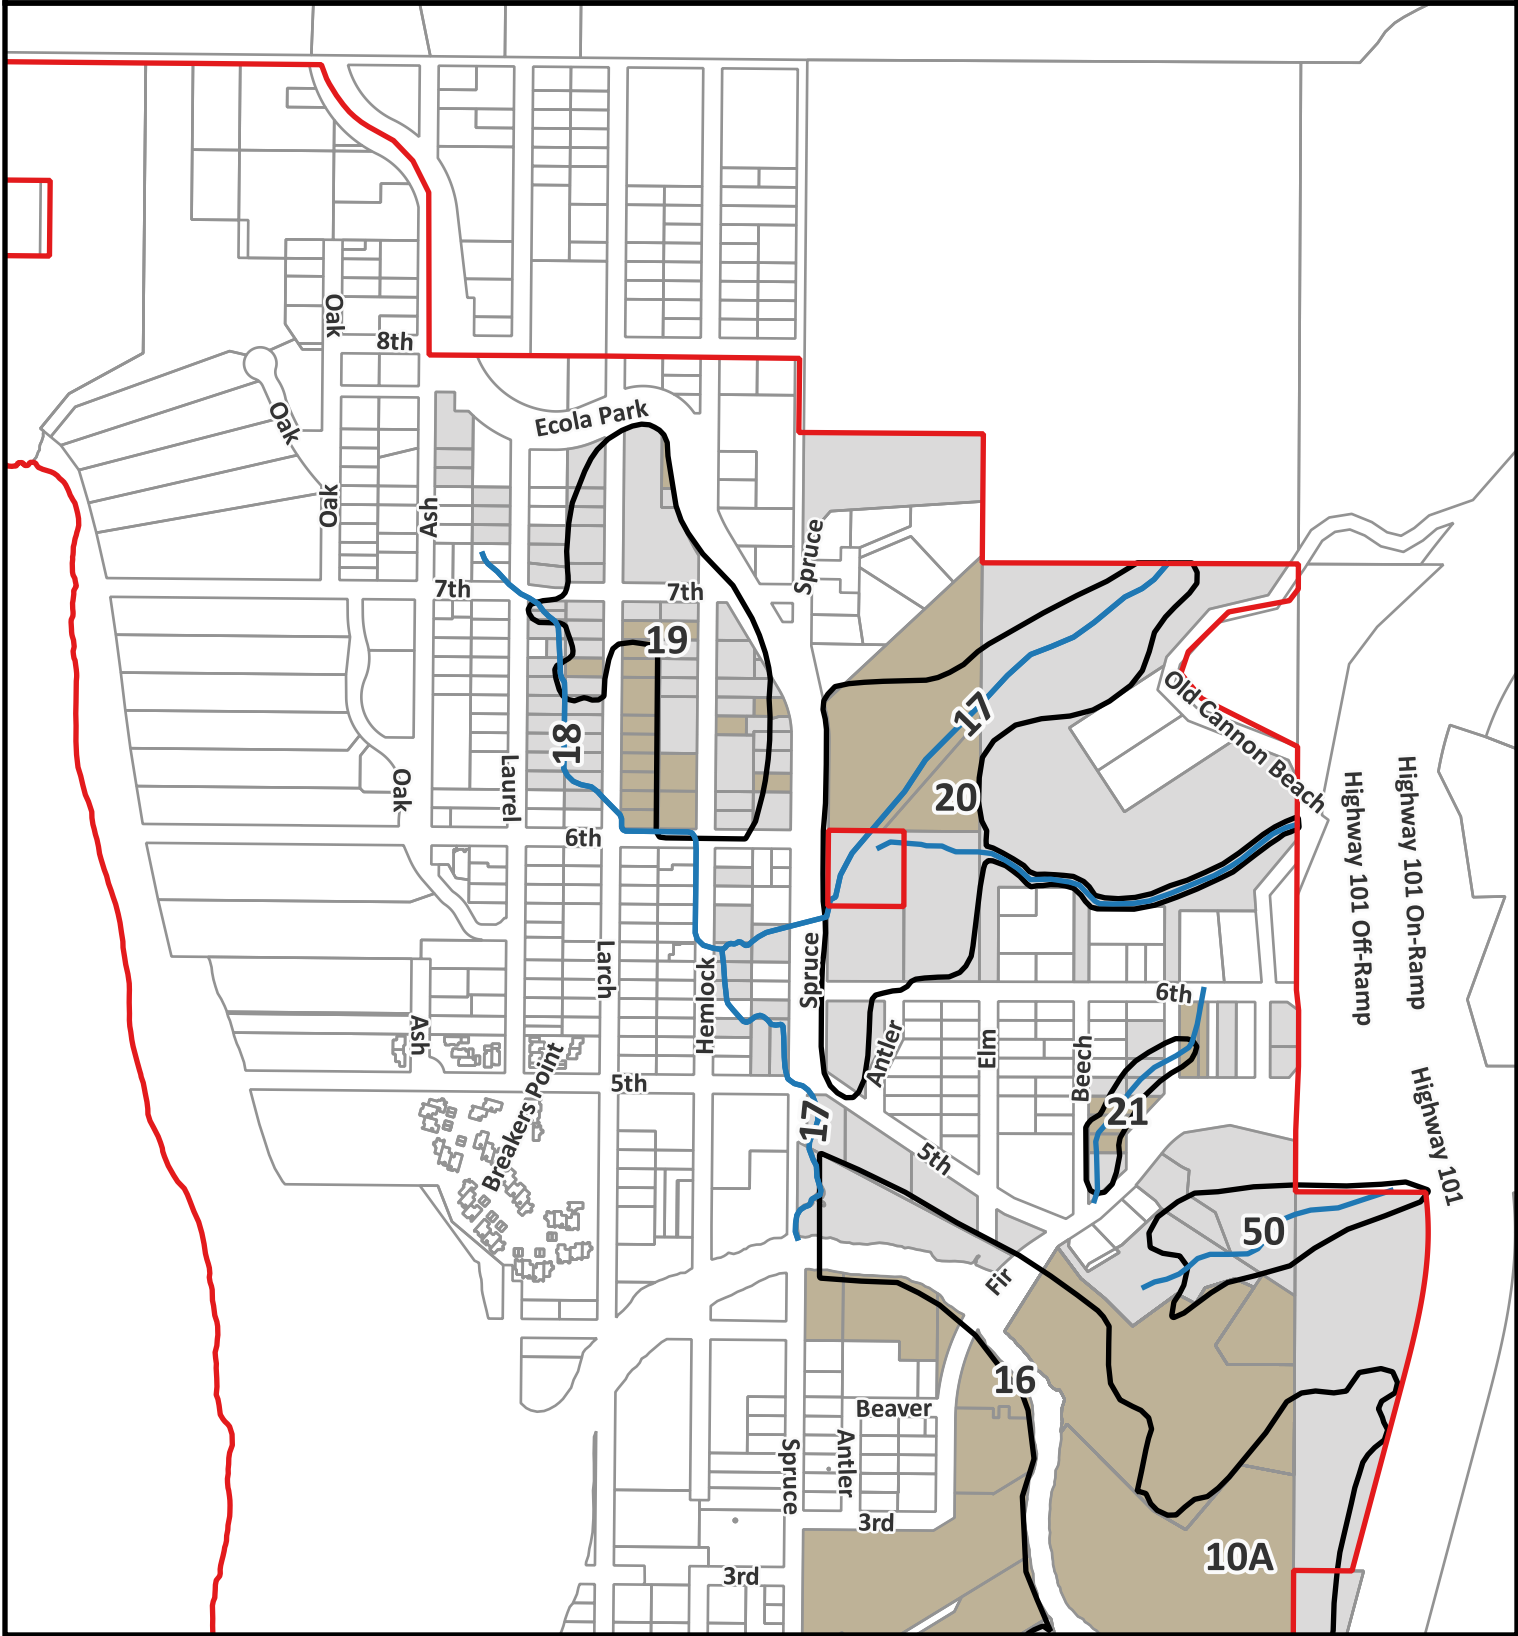 Oak
8th
Oak
Ecola Park
Oak
Ash
Spruce
7th
7th
19
Old Cannon Beach
17
18
Oak
Laurel
20
Highway 101 Off-Ramp
Highway 101 On-Ramp
6th
Larch
Hemlock
Spruce
6th
Ash
Antler
Elm
Beech
Breakers Point
5th
17
21
5th
Highway 101
50
Fir
16
Beaver
Spruce
Antler
3rd
10A
3rd